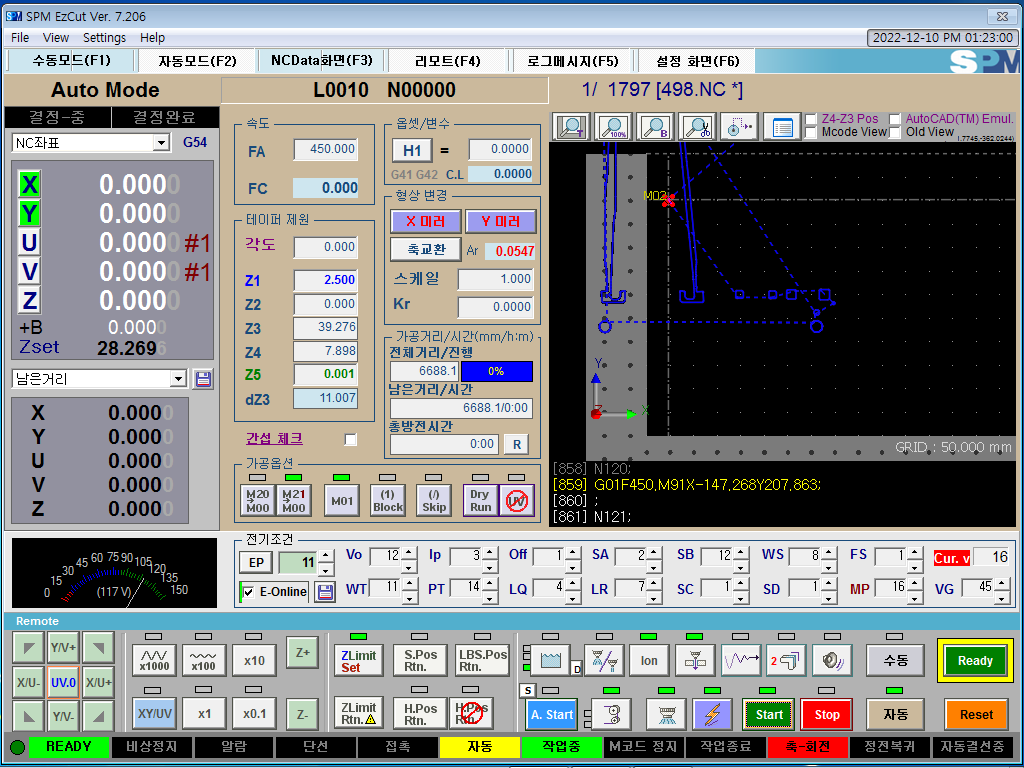 SPM SPM EzCut Ver. 7.206
File View Settings Help
2022-12-10 PM 01:23:00
수동모드(F1) 자동모드(F2) NCData화면(F3) 리모트(F4) 로그메시지(F5) 설정 화면(F6) SPM
Auto Mode L0010 N00000 1/ 1797 [498.NC *]
결정-중 결정완료
NC좌표 G54
X 0.0000
Y 0.0000
U 0.0000 #1
V 0.0000 #1
Z 0.0000
+B 0.0000
Zset 28.2696
남은거리
X 0.0000
Y 0.0000
U 0.0000
V 0.0000
Z 0.0000
속도
FA 450.000
FC 0.000
테이퍼 제원
각도 0.000
Z1 2.500
Z2 0.000
Z3 39.276
Z4 7.898
Z5 0.001
dZ3 11.007
간섭 체크
옵셋/변수
H1 = 0.0000
G41 G42 C.L 0.0000
형상 변경
X 미러 Y 미러
축교환 Ar 0.0547
스케일 1.000
Kr 0.0000
가공거리/시간(mm/h:m)
전체거리/진행
6688.1 0%
남은거리/시간
6688.1/0:00
총방전시간
0:00 R
가공옵션
M20→M00 M21→M00 M01 (1) Block (/) Skip Dry Run UV
T 100% B
Z4-Z3 Pos AutoCAD(TM) Emul.
Mcode View Old View
.7745,-362.0244)
M02
Y
Z X
GRID : 50.000 mm
[858] N120;
[859] G01F450.M91X-147.268Y207.863;
[860] ;
[861] N121;
0 15 30 45 60 75 90 105 120 135 150
(117 V)
전기조건
EP 11 Vo 12 Ip 3 Off 1 SA 2 SB 12 WS 8 FS 1 Cur. v 16
E-Online WT 11 PT 14 LQ 4 LR 7 SC 1 SD 1 MP 16 VG 45
Remote
Y/V+
X/U- UV.0 X/U+
Y/V-
x1000 x100 x10 Z+
XY/UV x1 x0.1 Z-
ZLimit Set S.Pos Rtn. LBS.Pos Rtn.
ZLimit Rtn. H.Pos Rtn. H.Pos Rtn.
D Ion 2 수동 Ready
S A. Start Start Stop 자동 Reset
READY 비상정지 알람 단선 접촉 자동 작업중 M코드 정지 작업종료 축-회전 정전복귀 자동결선중